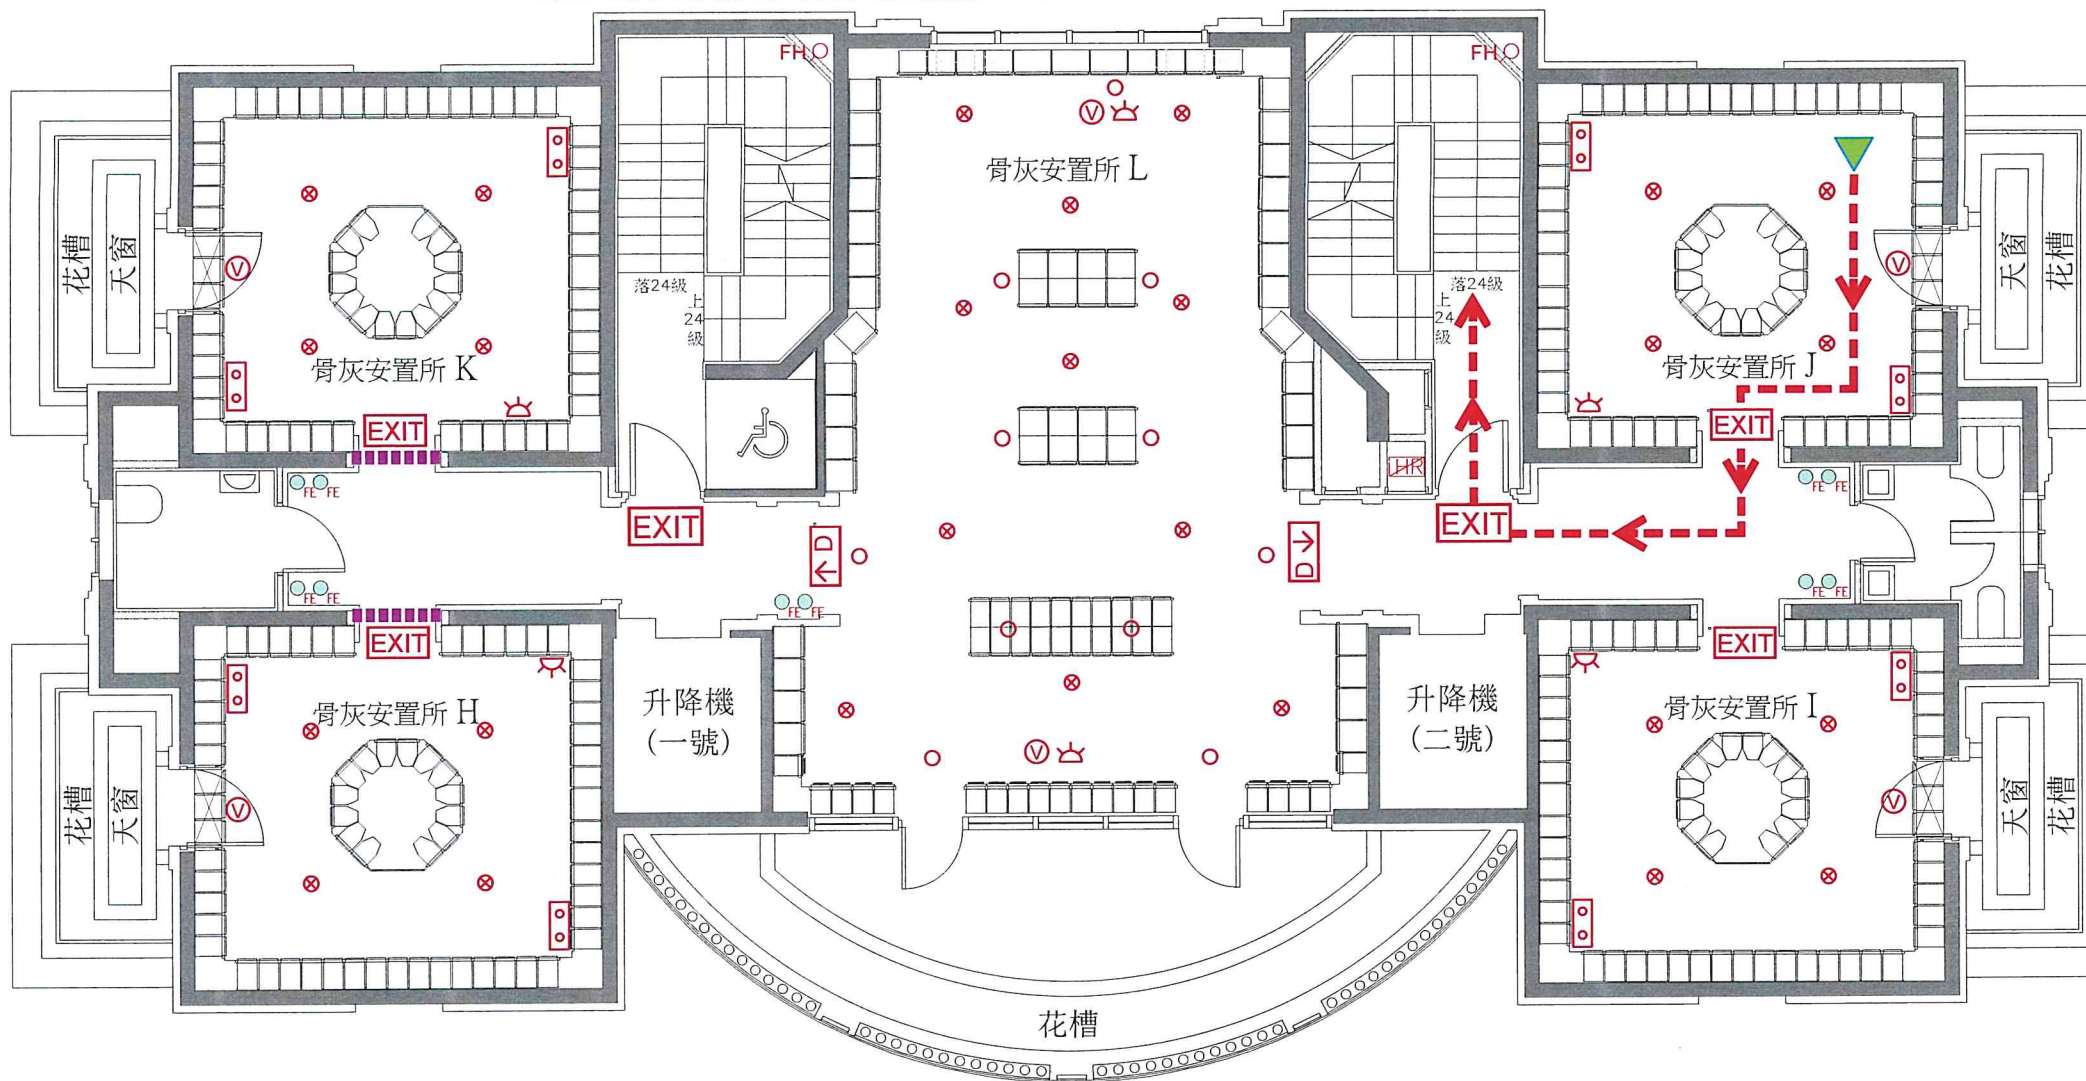 FH
FH
骨灰安置所 L
花槽
天窗
V
V
落24級
上
24
級
落24級
上
24
級
V
天窗
花槽
骨灰安置所 K
骨灰安置所 J
EXIT
EXIT
HR
FE FE
FE FE
EXIT
EXIT
←D
D→
FE FE
FE FE
FE FE
EXIT
EXIT
骨灰安置所 H
升降機
(一號)
升降機
(二號)
骨灰安置所 I
花槽
天窗
V
V
V
天窗
花槽
花槽